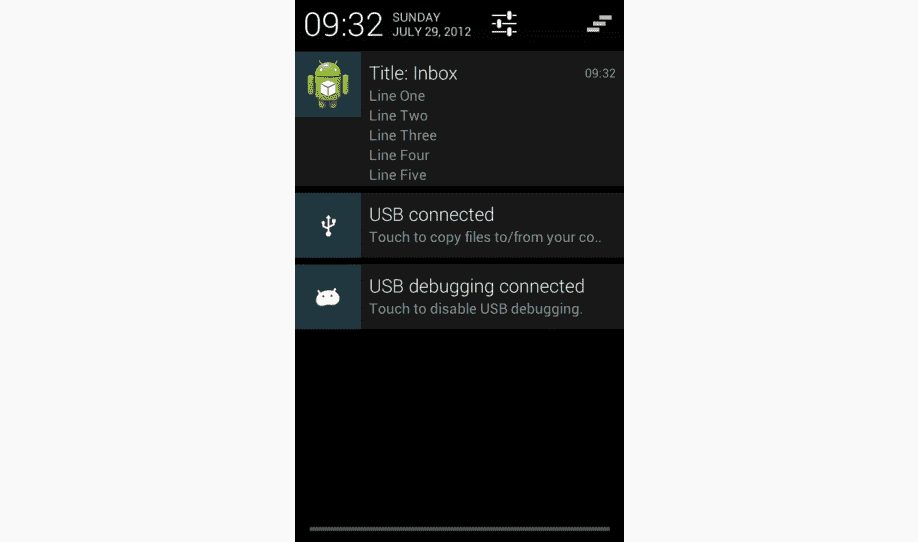 09:32
SUNDAY
JULY 29, 2012
Title: Inbox
09:32
Line One
Line Two
Line Three
Line Four
Line Five
USB connected
Touch to copy files to/from your co..
USB debugging connected
Touch to disable USB debugging.